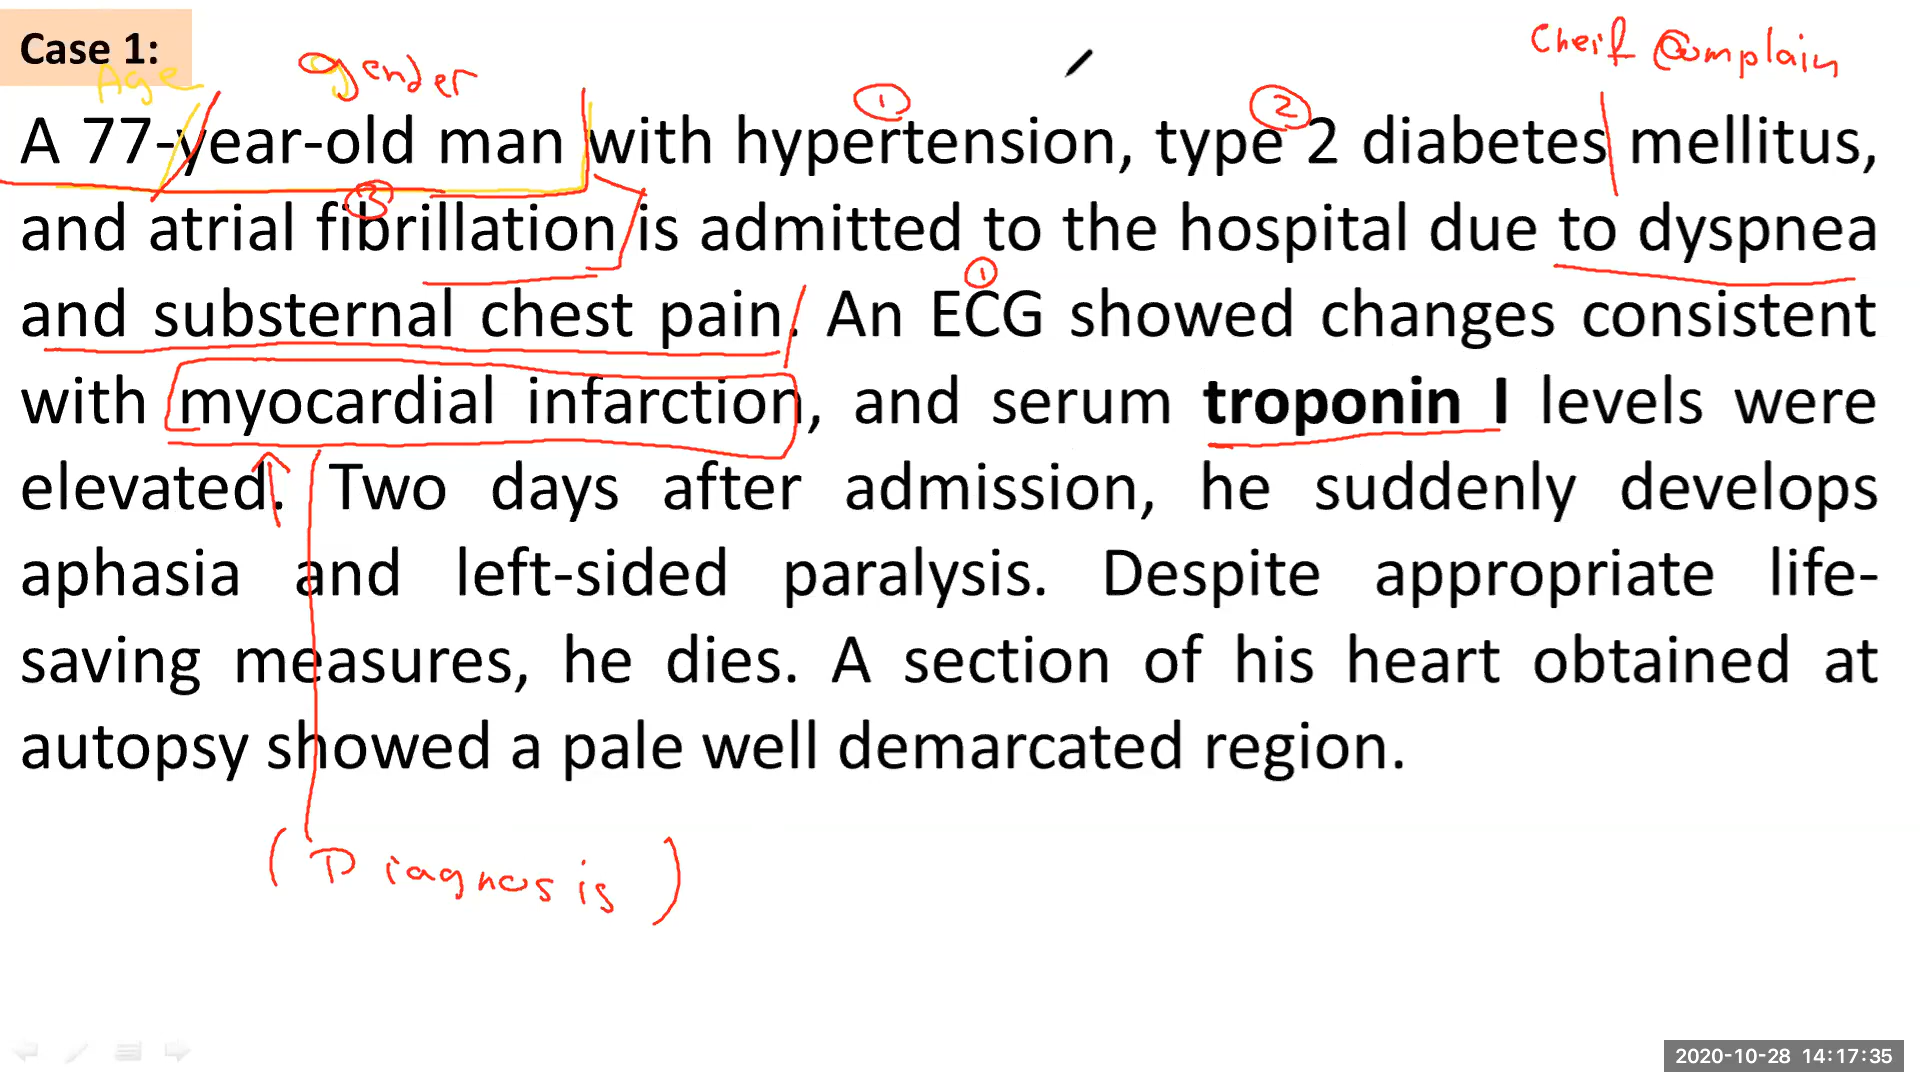 Case 1:
Age gender Cheif Complain
① ②
A 77-year-old man with hypertension, type 2 diabetes mellitus,
③
and atrial fibrillation is admitted to the hospital due to dyspnea
①
and substernal chest pain. An ECG showed changes consistent
with myocardial infarction, and serum troponin I levels were
elevated. Two days after admission, he suddenly develops
aphasia and left-sided paralysis. Despite appropriate life-
saving measures, he dies. A section of his heart obtained at
autopsy showed a pale well demarcated region.
( Diagnosis )
2020-10-28 14:17:35